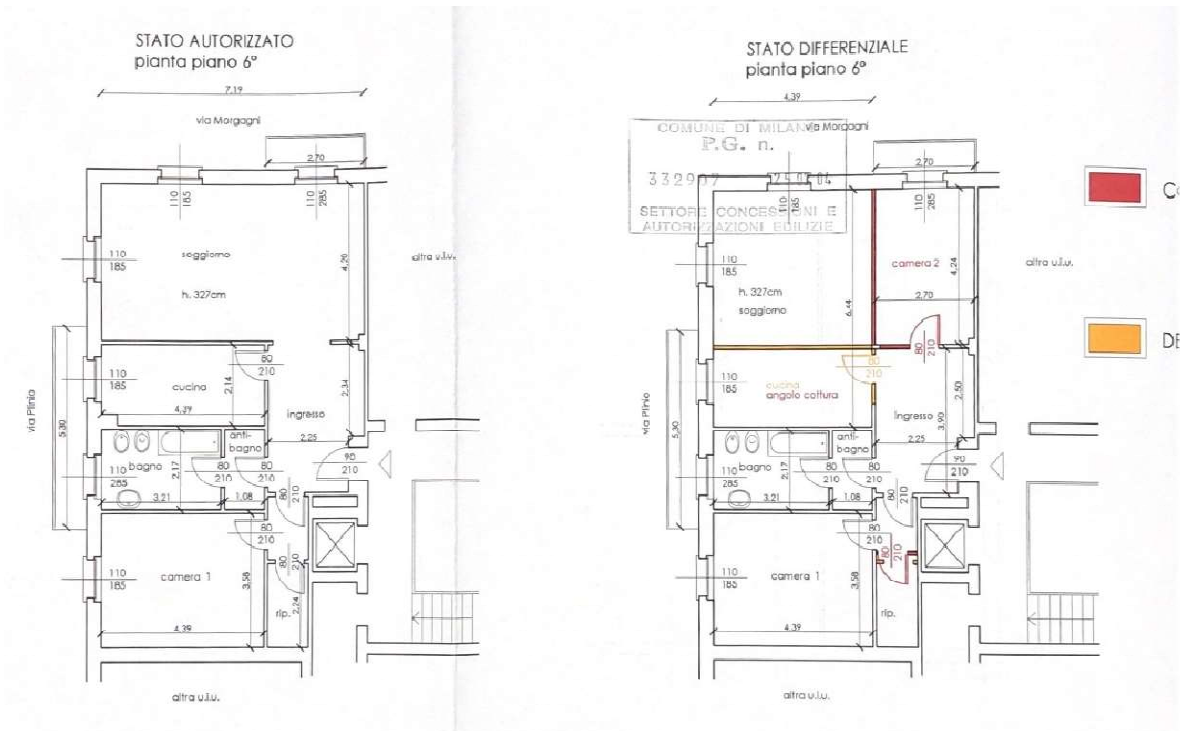 STATO AUTORIZZATO
pianta piano 6°
7,19
via Morgagni
2,70
110
185
110
285
110
185
soggiorno
h. 327cm
4,20
altra u.i.u.
110
185
cucina
2,14
4,39
80
210
ingresso
2,34
2,25
via Plinio
5,30
110
285
bagno
2,17
3,21
anti-
bagno
80
210
80
210
1,08
90
210
80
210
110
185
camera 1
3,58
4,39
80
210
80
210
rip.
2,24
altra u.i.u.
STATO DIFFERENZIALE
pianta piano 6°
4,39
via Morgagni
COMUNE DI MILANO
P.G. n.
SETTORE CONCESSIONI E
AUTORIZZAZIONI EDILIZIE
2,70
110
185
110
285
110
185
h. 327cm
soggiorno
6,44
camera 2
4,24
2,70
altra u.i.u.
80
210
110
185
cucina
angolo cottura
80
210
Ingresso
3,90
2,50
2,25
via Plinio
5,30
110
285
bagno
2,17
3,21
anti-
bagno
80
210
80
210
1,08
90
210
80
210
110
185
camera 1
3,58
4,39
80
210
80
210
rip.
altra u.i.u.